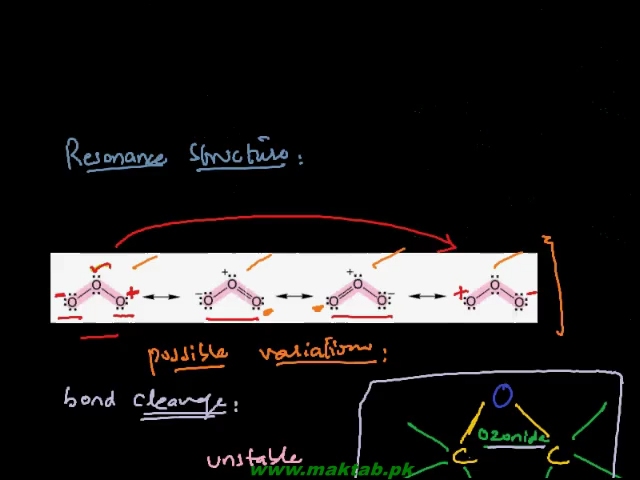 Resonance structure:
- O O O + ↔ - O + O O ↔ O + O O - ↔ + O O O -
possible variations:
bond cleavage:
O
Ozonide
C C
unstable
www.maktab.pk